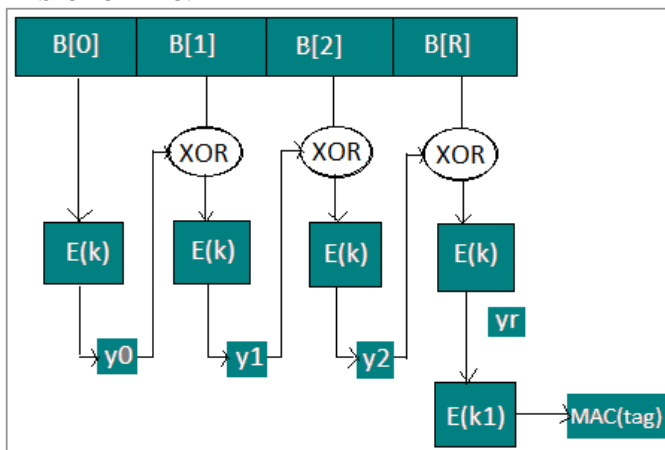 B[0] B[1] B[2] B[R]
XOR XOR XOR
E(k) E(k) E(k) E(k)
yr
y0 y1 y2
E(k1) MAC(tag)